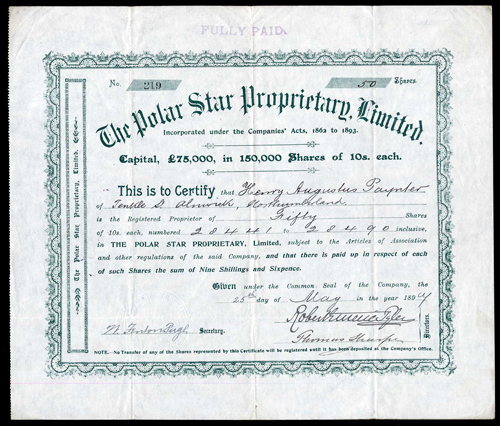 FULLY PAID.
No. 219 50 Shares.
The Polar Star Proprietary, Limited.
Incorporated under the Companies' Acts, 1862 to 1893.
Capital, £75,000, in 150,000 Shares of 10s. each.
This is to Certify that Henry Augustus Paynter
of Alnwick, Northumberland
is the Registered Proprietor of Fifty Shares
of 10s. each, numbered 28441 to 28490 inclusive,
in THE POLAR STAR PROPRIETARY, Limited, subject to the Articles of Association
and other regulations of the said Company, and that there is paid up in respect of each
of such Shares the sum of Nine Shillings and Sixpence.
Given under the Common Seal of the Company, the
25th day of May in the year 1894
Secretary.
Thomas Sharpe
Directors.
NOTE.—No Transfer of any of the Shares represented by this Certificate will be registered until it has been deposited at the Company's Office.
The Polar Star Proprietary, Limited.